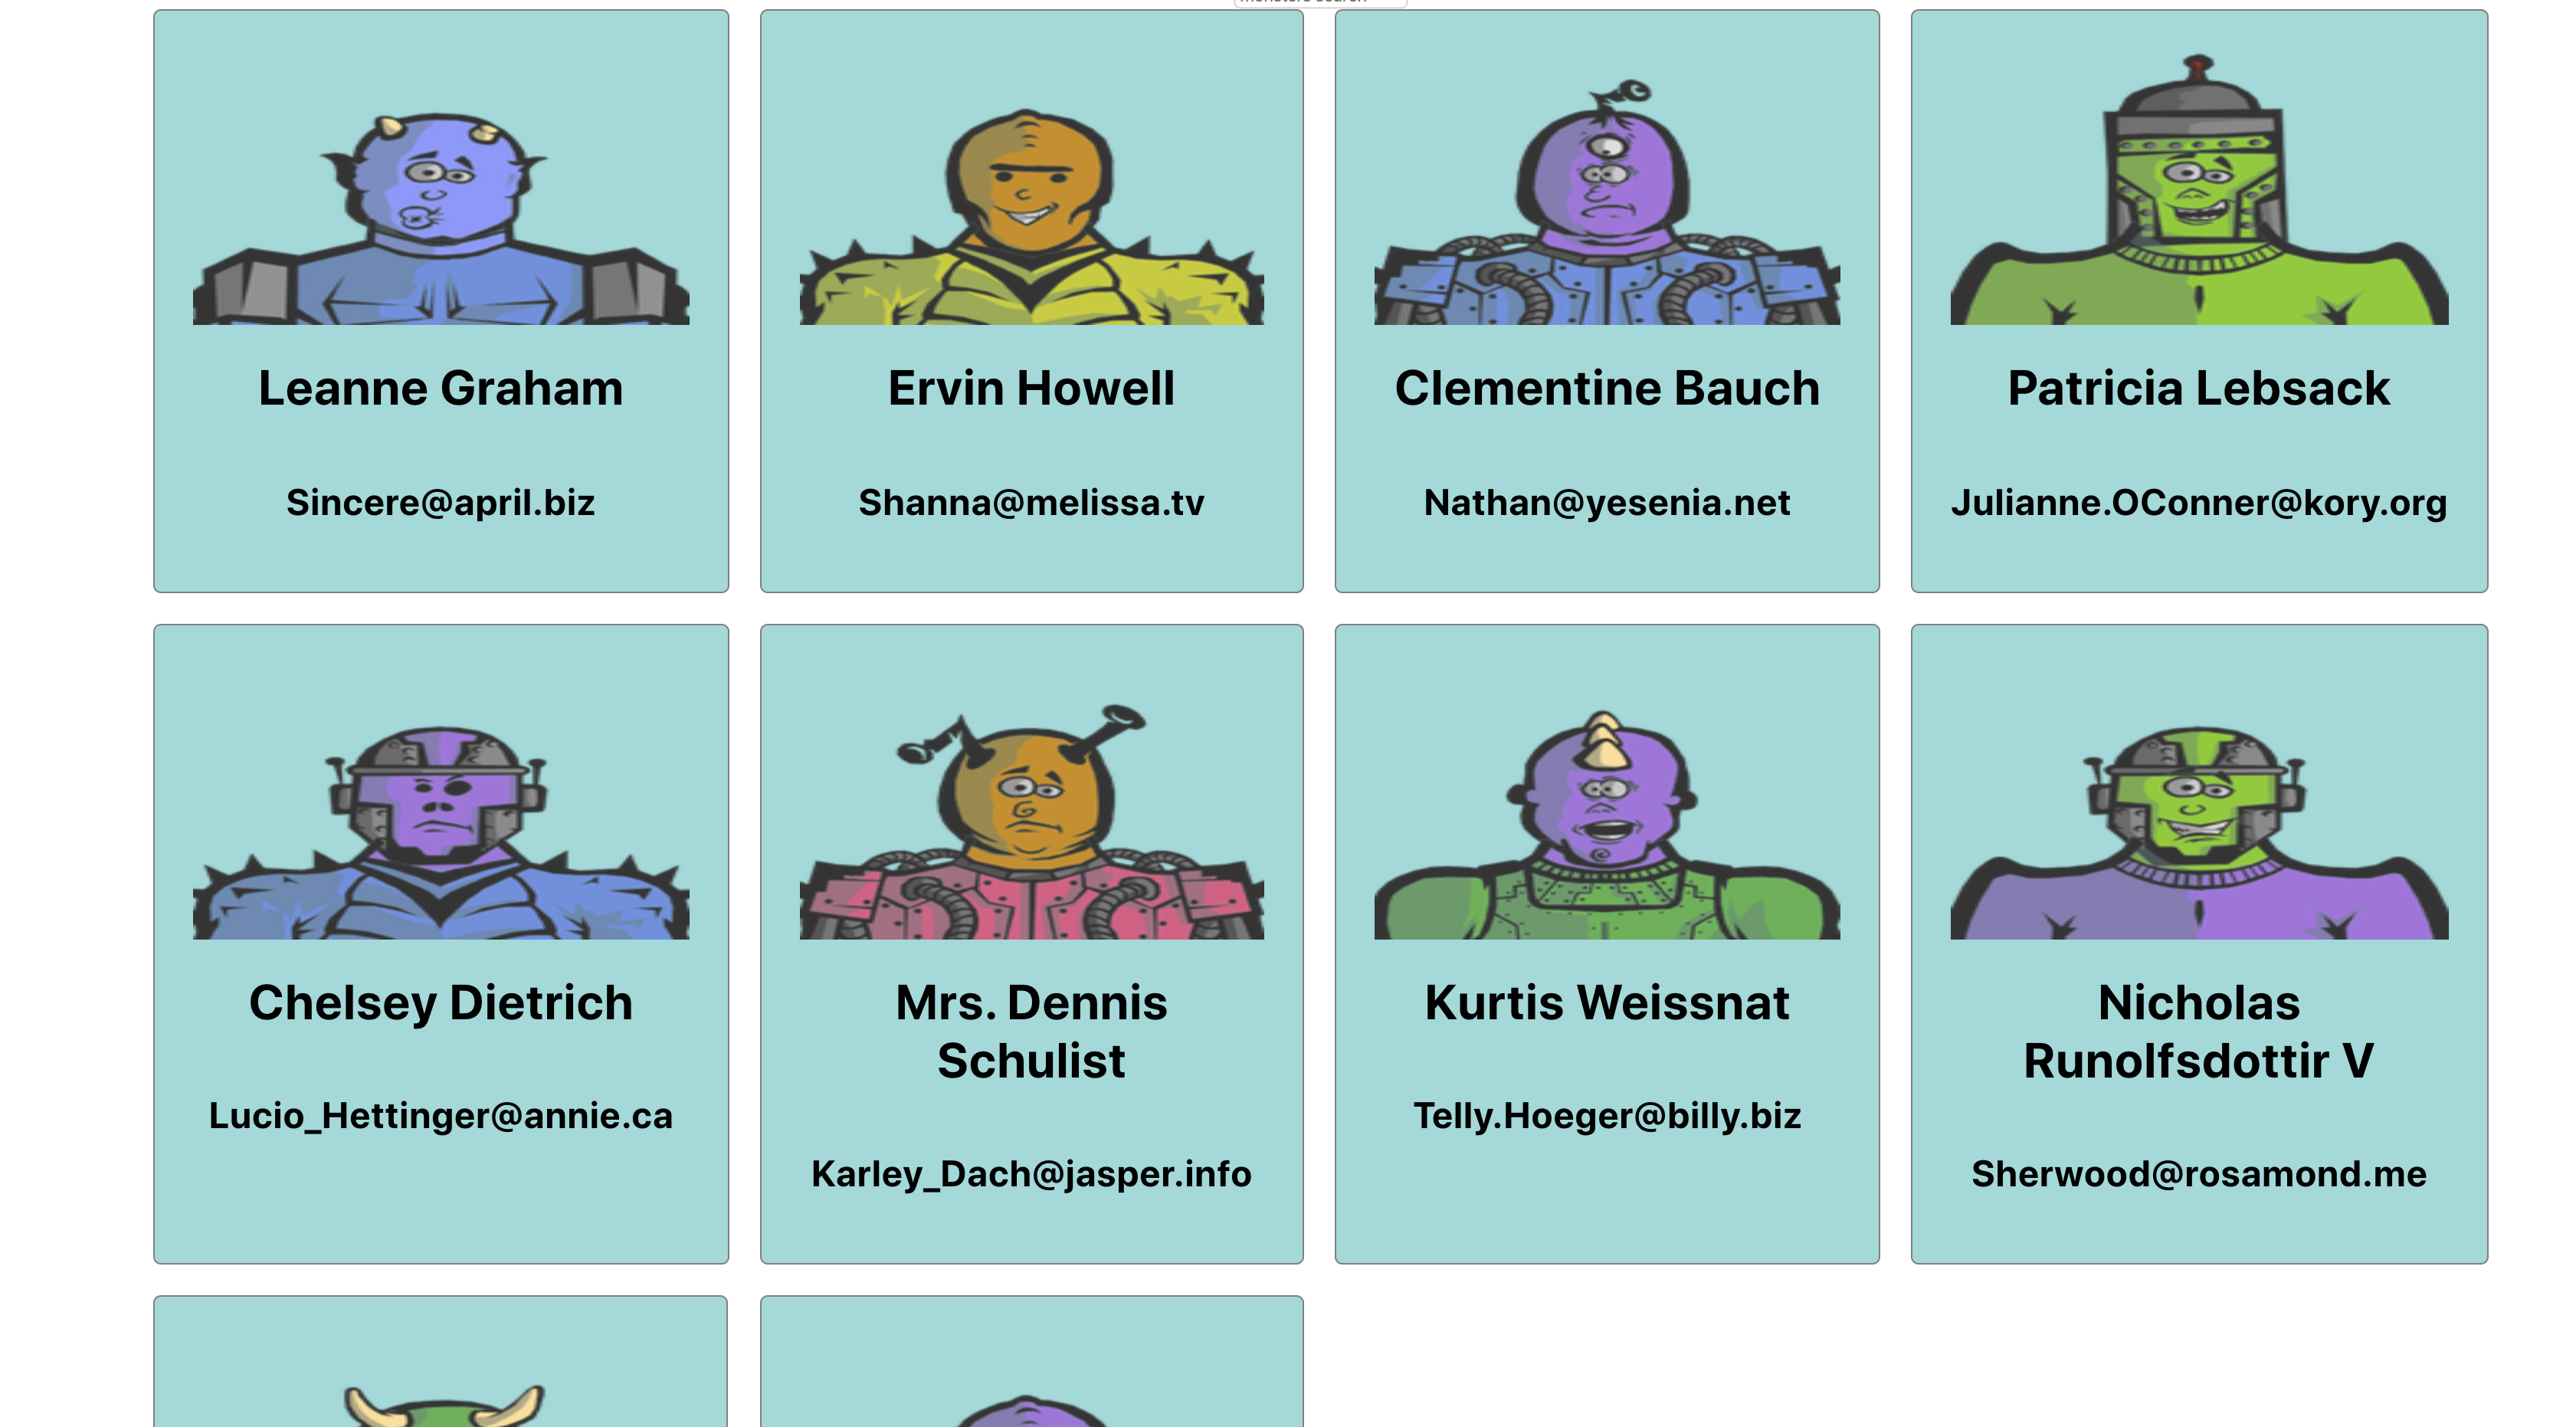 monsters search
Leanne Graham
Sincere@april.biz
Ervin Howell
Shanna@melissa.tv
Clementine Bauch
Nathan@yesenia.net
Patricia Lebsack
Julianne.OConner@kory.org
Chelsey Dietrich
Lucio_Hettinger@annie.ca
Mrs. Dennis
Schulist
Karley_Dach@jasper.info
Kurtis Weissnat
Telly.Hoeger@billy.biz
Nicholas
Runolfsdottir V
Sherwood@rosamond.me